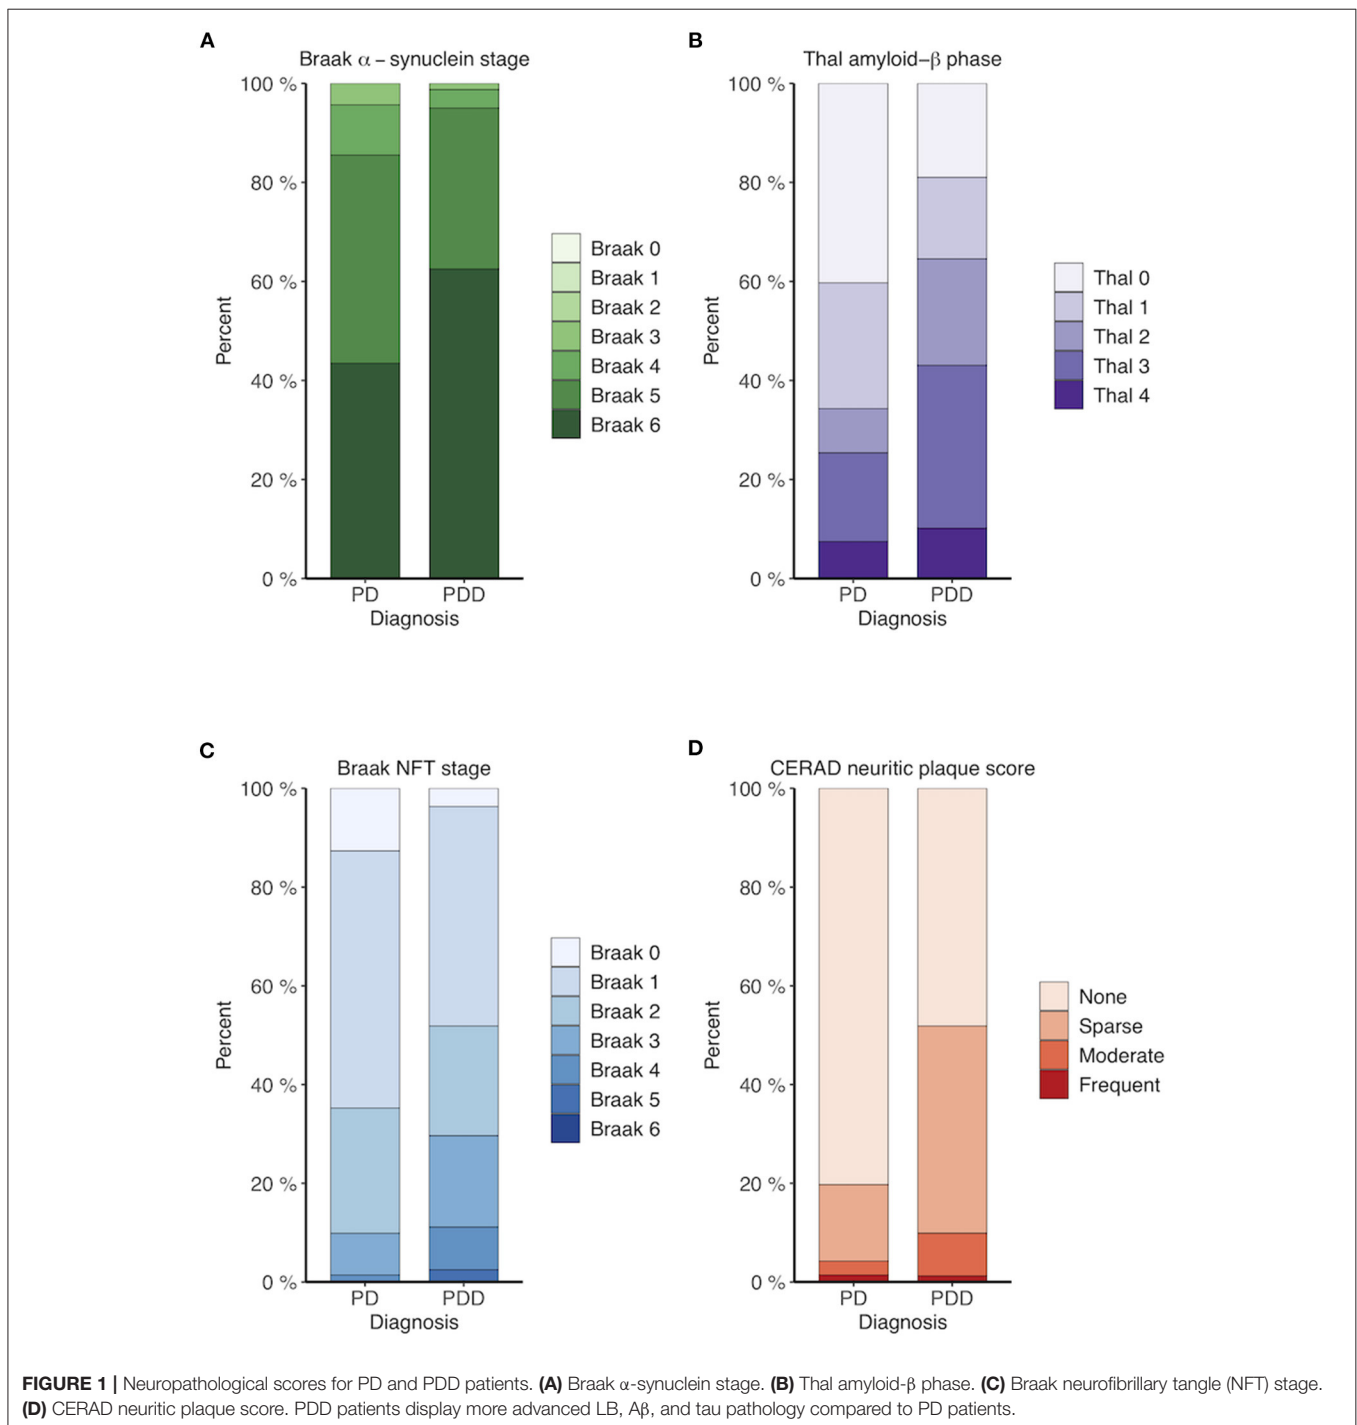 A
Braak α – synuclein stage
100 %
80 %
60 %
40 %
20 %
0 %
Percent
PD
PDD
Diagnosis
Braak 0
Braak 1
Braak 2
Braak 3
Braak 4
Braak 5
Braak 6
B
Thal amyloid–β phase
100 %
80 %
60 %
40 %
20 %
0 %
Percent
PD
PDD
Diagnosis
Thal 0
Thal 1
Thal 2
Thal 3
Thal 4
C
Braak NFT stage
100 %
80 %
60 %
40 %
20 %
0 %
Percent
PD
PDD
Diagnosis
Braak 0
Braak 1
Braak 2
Braak 3
Braak 4
Braak 5
Braak 6
D
CERAD neuritic plaque score
100 %
80 %
60 %
40 %
20 %
0 %
Percent
PD
PDD
Diagnosis
None
Sparse
Moderate
Frequent
FIGURE 1 | Neuropathological scores for PD and PDD patients. (A) Braak α-synuclein stage. (B) Thal amyloid-β phase. (C) Braak neurofibrillary tangle (NFT) stage.
(D) CERAD neuritic plaque score. PDD patients display more advanced LB, Aβ, and tau pathology compared to PD patients.